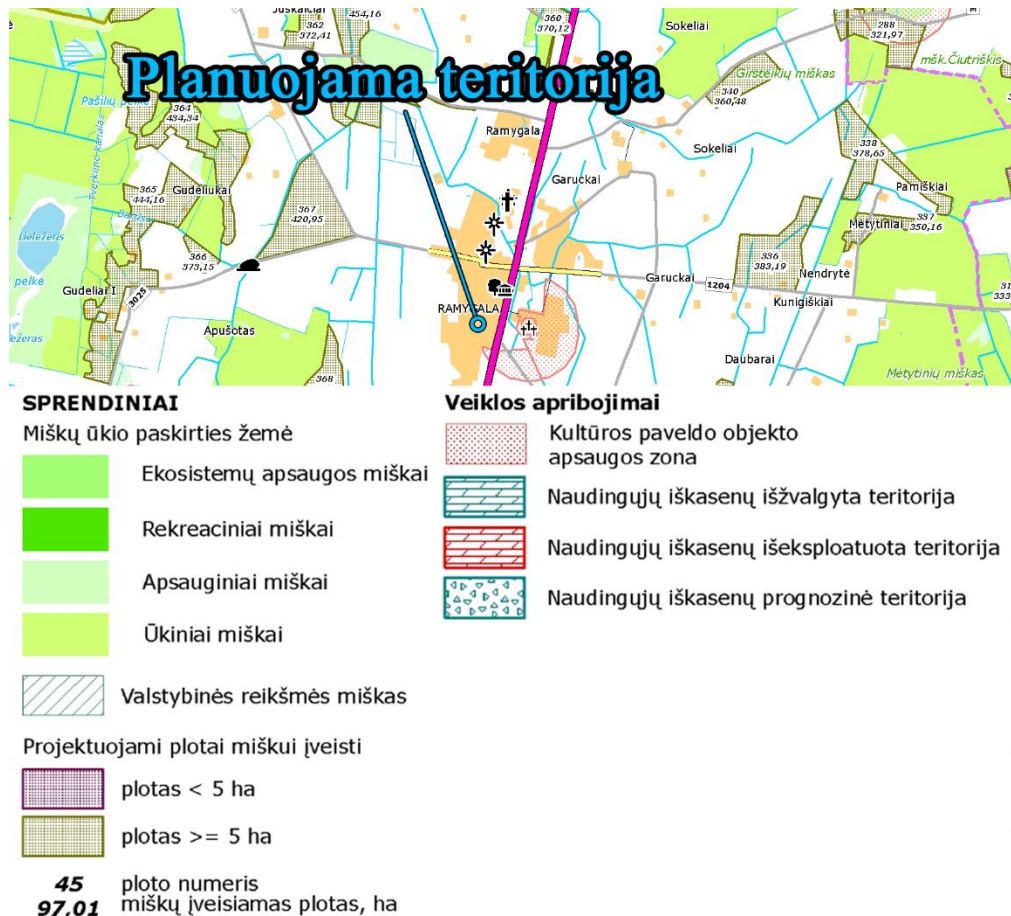 Juškaičiai
362
372,41
454,16
360
370,12
Sokeliai
288
321,97
mšk.Čiutriškis
Planuojama teritorija
Girsteikių miškas
340
360,48
Pašilių pelkė
364
434,34
Ramygala
Sokeliai
338
378,65
Tverkimo kanalas
365
444,16
Gudeliukai
Garuckai
Pamiškiai
367
420,95
337
350,16
Mėtytiniai
Lieležeris
366
373,15
336
383,19
Garuckai
1204
Nendrytė
pelkė
Gudeliai I
3025
RAMYGALA
Kunigiškiai
Apušotas
Daubarai
368
Mėtytinių miškas
SPRENDINIAI
Miškų ūkio paskirties žemė
Ekosistemų apsaugos miškai
Rekreaciniai miškai
Apsauginiai miškai
Ūkiniai miškai
Valstybinės reikšmės miškas
Projektuojami plotai miškui įveisti
plotas < 5 ha
plotas >= 5 ha
45 ploto numeris
97,01 miškų įveisiamas plotas, ha
Veiklos apribojimai
Kultūros paveldo objekto
apsaugos zona
Naudingųjų iškasenų išžvalgyta teritorija
Naudingųjų iškasenų išeksploatuota teritorija
Naudingųjų iškasenų prognozinė teritorija